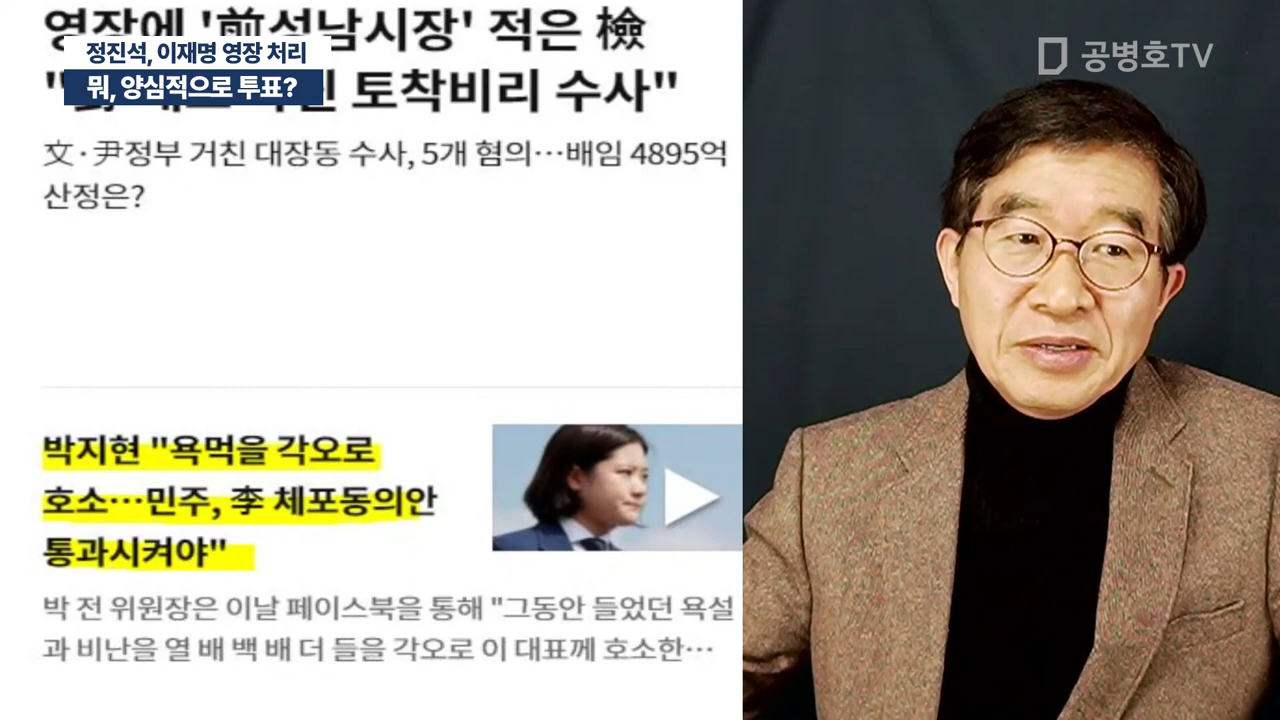 영장에 '前성남시장' 적은 檢
정진석, 이재명 영장 처리
뭐, 양심적으로 투표?
토착비리 수사"
文·尹정부 거친 대장동 수사, 5개 혐의…배임 4895억
산정은?
박지현 "욕먹을 각오로
호소…민주, 李 체포동의안
통과시켜야"
박 전 위원장은 이날 페이스북을 통해 "그동안 들었던 욕설
과 비난을 열 배 백 배 더 들을 각오로 이 대표께 호소한…
공병호TV